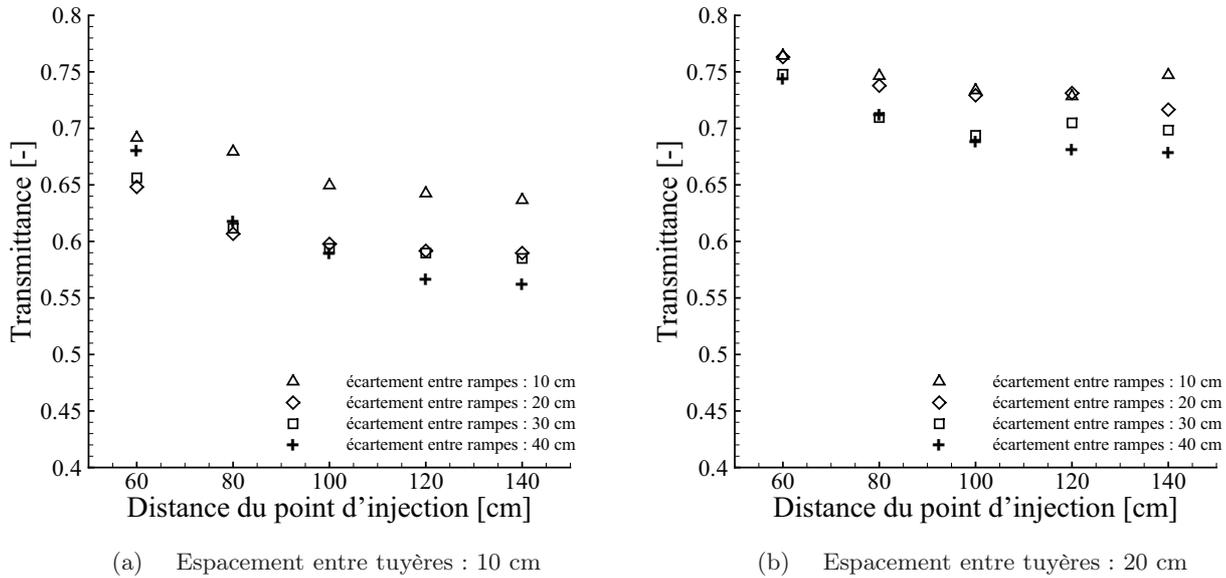 0.8
0.75
0.7
0.65
0.6
0.55
0.5
0.45
0.4
Transmittance [-]
écartement entre rampes : 10 cm
écartement entre rampes : 20 cm
écartement entre rampes : 30 cm
écartement entre rampes : 40 cm
60 80 100 120 140
Distance du point d’injection [cm]
(a) Espacement entre tuyères : 10 cm
0.8
0.75
0.7
0.65
0.6
0.55
0.5
0.45
0.4
Transmittance [-]
écartement entre rampes : 10 cm
écartement entre rampes : 20 cm
écartement entre rampes : 30 cm
écartement entre rampes : 40 cm
60 80 100 120 140
Distance du point d’injection [cm]
(b) Espacement entre tuyères : 20 cm